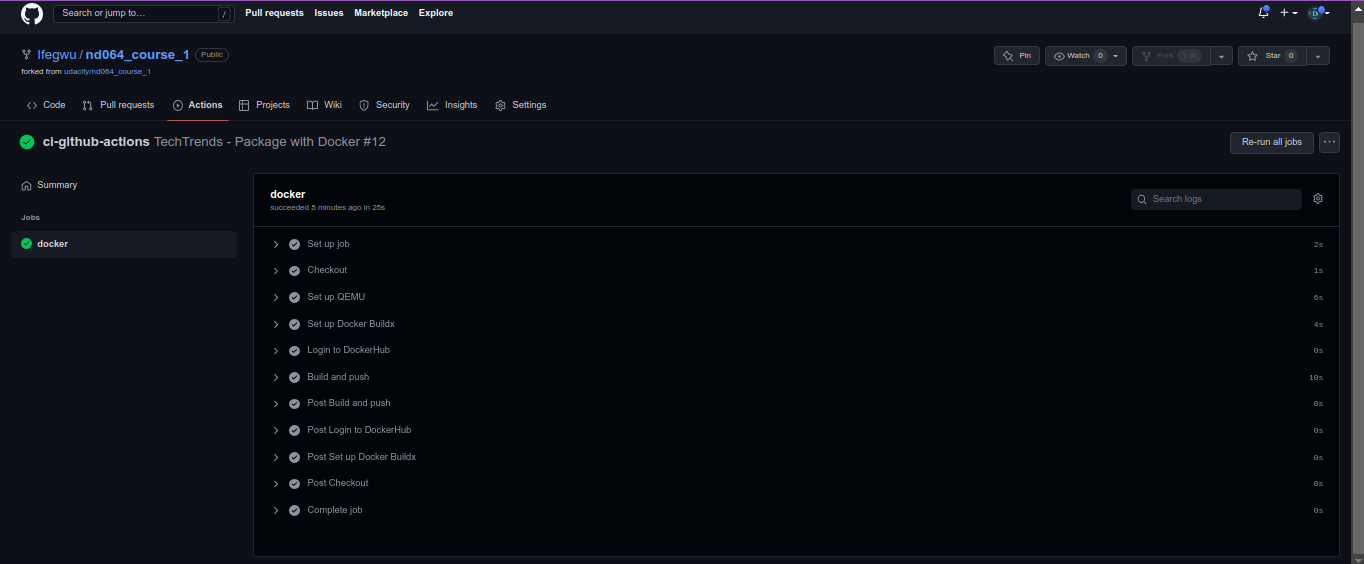 Search or jump to… /
Pull requests Issues Marketplace Explore
Ifegwu / nd064_course_1 Public
forked from udacity/nd064_course_1
Pin Watch 0 Fork Star 0
Code Pull requests Actions Projects Wiki Security Insights Settings
ci-github-actions TechTrends - Package with Docker #12
Re-run all jobs
Summary
Jobs
docker
docker
succeeded 5 minutes ago in 25s
Search logs
Set up job 2s
Checkout 1s
Set up QEMU 6s
Set up Docker Buildx 4s
Login to DockerHub 0s
Build and push 10s
Post Build and push 0s
Post Login to DockerHub 0s
Post Set up Docker Buildx 0s
Post Checkout 0s
Complete job 0s